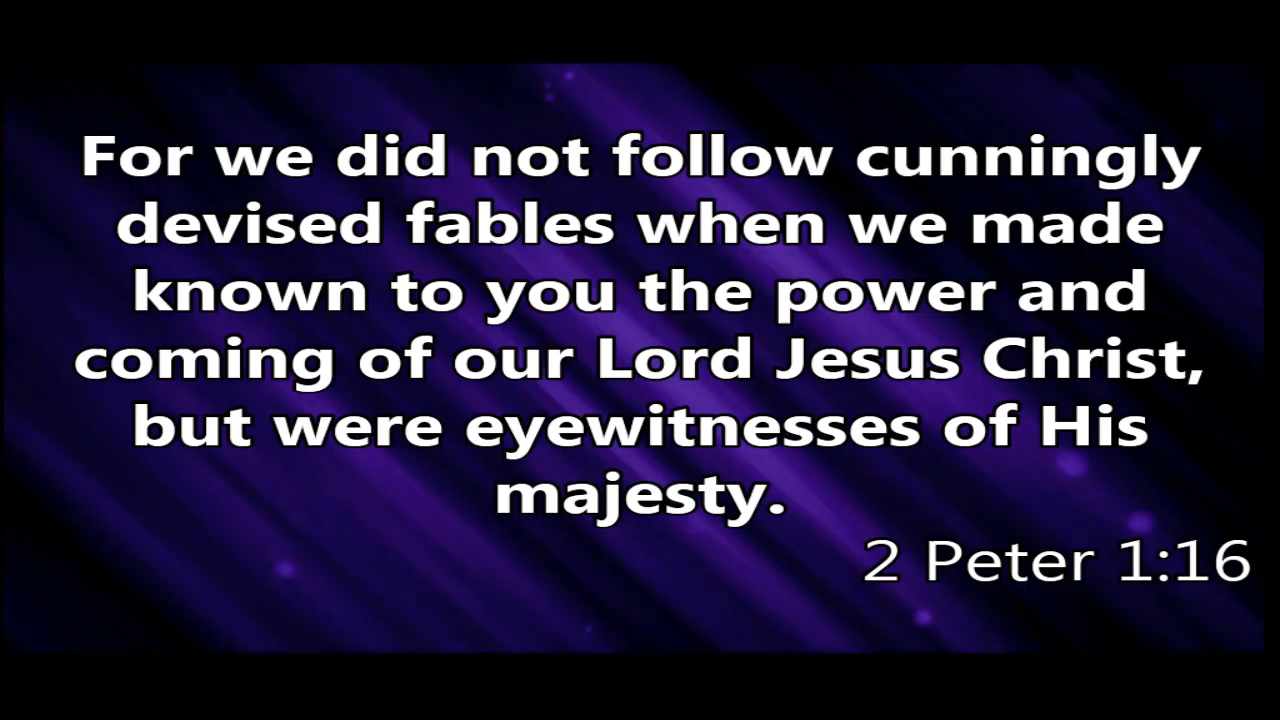 For we did not follow cunningly
devised fables when we made
known to you the power and
coming of our Lord Jesus Christ,
but were eyewitnesses of His
majesty.
2 Peter 1:16